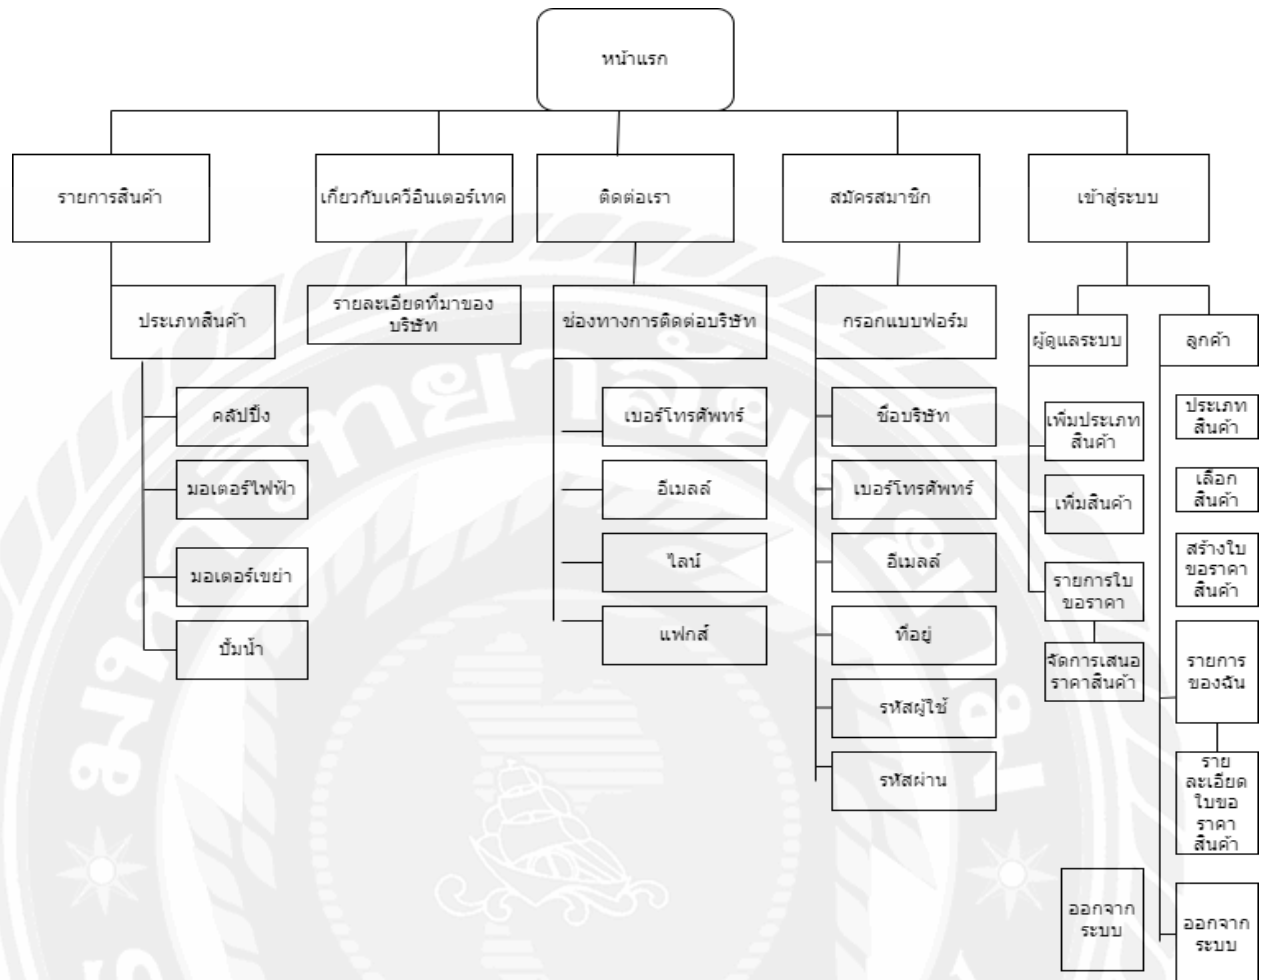 หน้าแรก
รายการสินค้า
เกี่ยวกับเควีอินเตอร์เทค
ติดต่อเรา
สมัครสมาชิก
เข้าสู่ระบบ
ประเภทสินค้า
รายละเอียดที่มาของ
บริษัท
ช่องทางการติดต่อบริษัท
กรอกแบบฟอร์ม
ผู้ดูแลระบบ
ลูกค้า
คลัปปิ้ง
มอเตอร์ไฟฟ้า
มอเตอร์เขย่า
ปั้มน้ำ
เบอร์โทรศัพทร์
อีเมลล์
ไลน์
แฟกส์
ชื่อบริษัท
เบอร์โทรศัพทร์
อีเมลล์
ที่อยู่
รหัสผู้ใช้
รหัสผ่าน
เพิ่มประเภท
สินค้า
เพิ่มสินค้า
รายการใบ
ขอราคา
จัดการเสนอ
ราคาสินค้า
ออกจาก
ระบบ
ประเภท
สินค้า
เลือก
สินค้า
สร้างใบ
ขอราคา
สินค้า
รายการ
ของฉัน
ราย
ละเอียด
ใบขอ
ราคา
สินค้า
ออกจาก
ระบบ